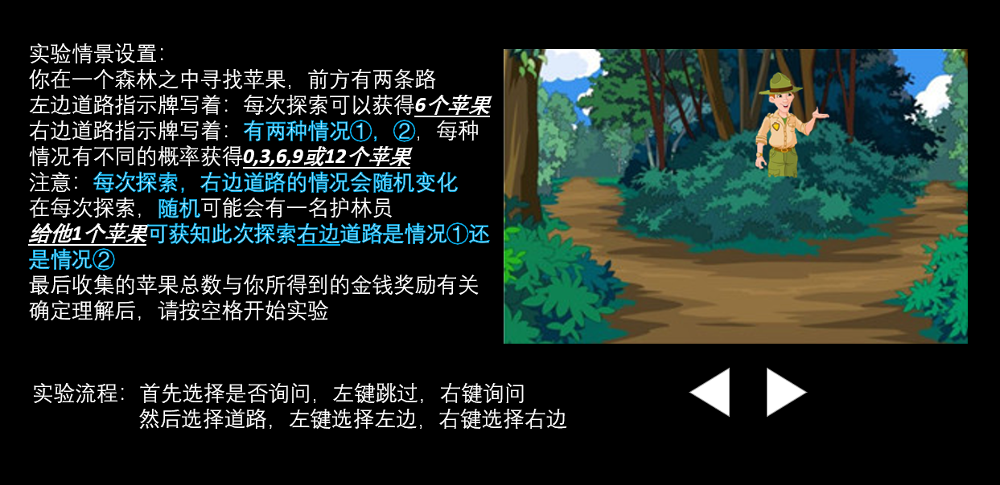 实验情景设置：
你在一个森林之中寻找苹果，前方有两条路
左边道路指示牌写着：每次探索可以获得6个苹果
右边道路指示牌写着：有两种情况①，②，每种
情况有不同的概率获得0,3,6,9或12个苹果
注意：每次探索，右边道路的情况会随机变化
在每次探索，随机可能会有一名护林员
给他1个苹果可获知此次探索右边道路是情况①还
是情况②
最后收集的苹果总数与你所得到的金钱奖励有关
确定理解后，请按空格开始实验
实验流程：首先选择是否询问，左键跳过，右键询问
然后选择道路，左键选择左边，右键选择右边